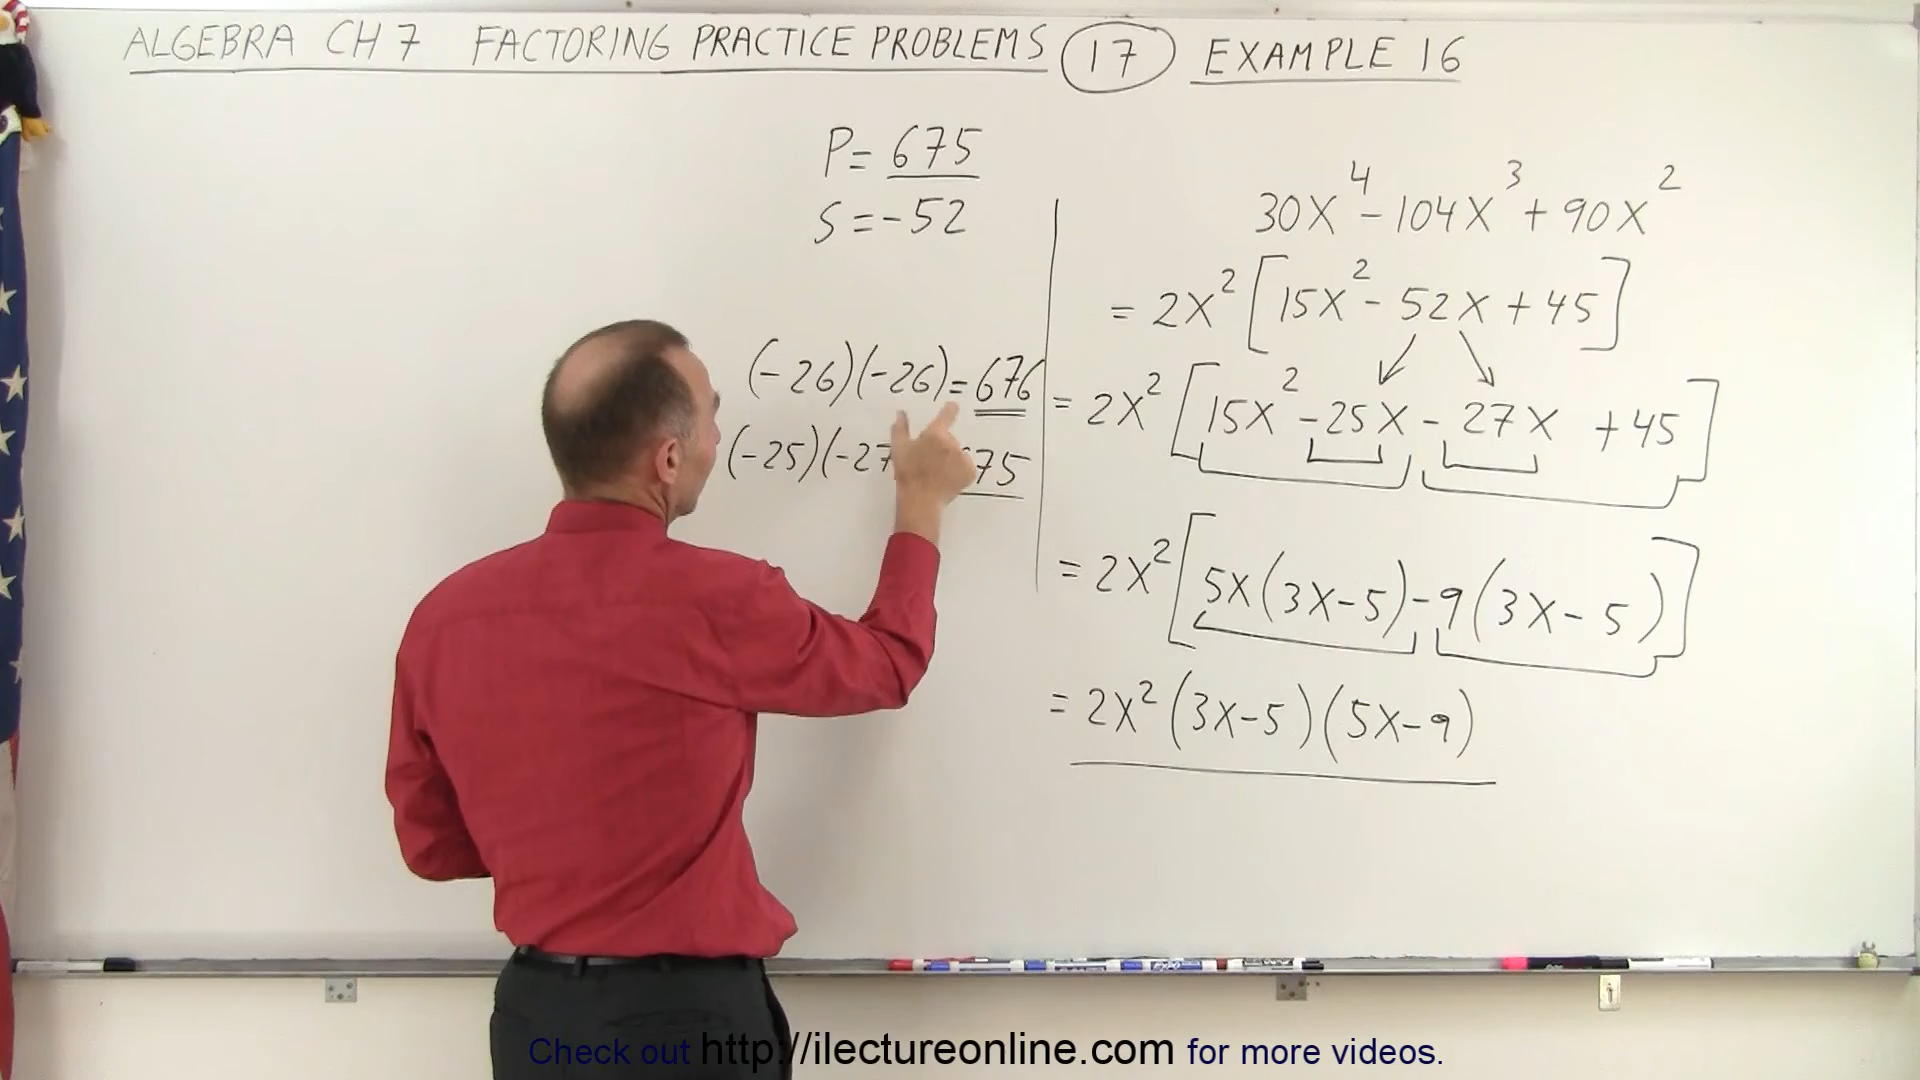 ALGEBRA CH 7 FACTORING PRACTICE PROBLEMS 17 EXAMPLE 16
P = 675
S = -52
(-26)(-26) = 676
(-25)(-27 75
30X⁴ - 104X³ + 90X²
= 2X² [15X² - 52X + 45]
= 2X² [15X² - 25X - 27X + 45]
= 2X² [5X(3X-5) - 9(3X-5)]
= 2X² (3X-5)(5X-9)
Check out http://ilectureonline.com for more videos.